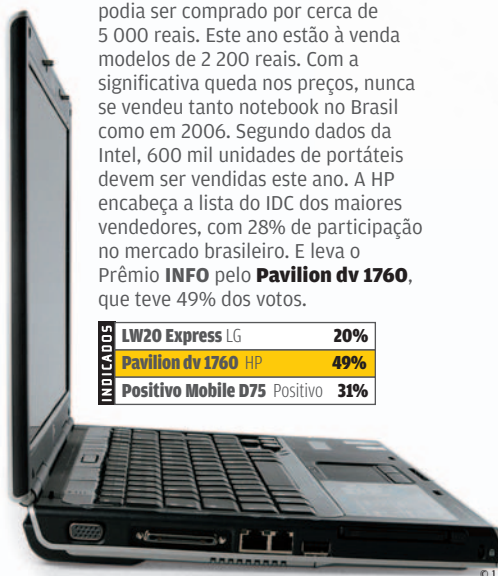 podia ser comprado por cerca de
5 000 reais. Este ano estão à venda
modelos de 2 200 reais. Com a
significativa queda nos preços, nunca
se vendeu tanto notebook no Brasil
como em 2006. Segundo dados da
Intel, 600 mil unidades de portáteis
devem ser vendidas este ano. A HP
encabeça a lista do IDC dos maiores
vendedores, com 28% de participação
no mercado brasileiro. E leva o
Prêmio INFO pelo Pavilion dv 1760,
que teve 49% dos votos.
INDICADOS
LW20 Express LG 20%
Pavilion dv 1760 HP 49%
Positivo Mobile D75 Positivo 31%
© 1